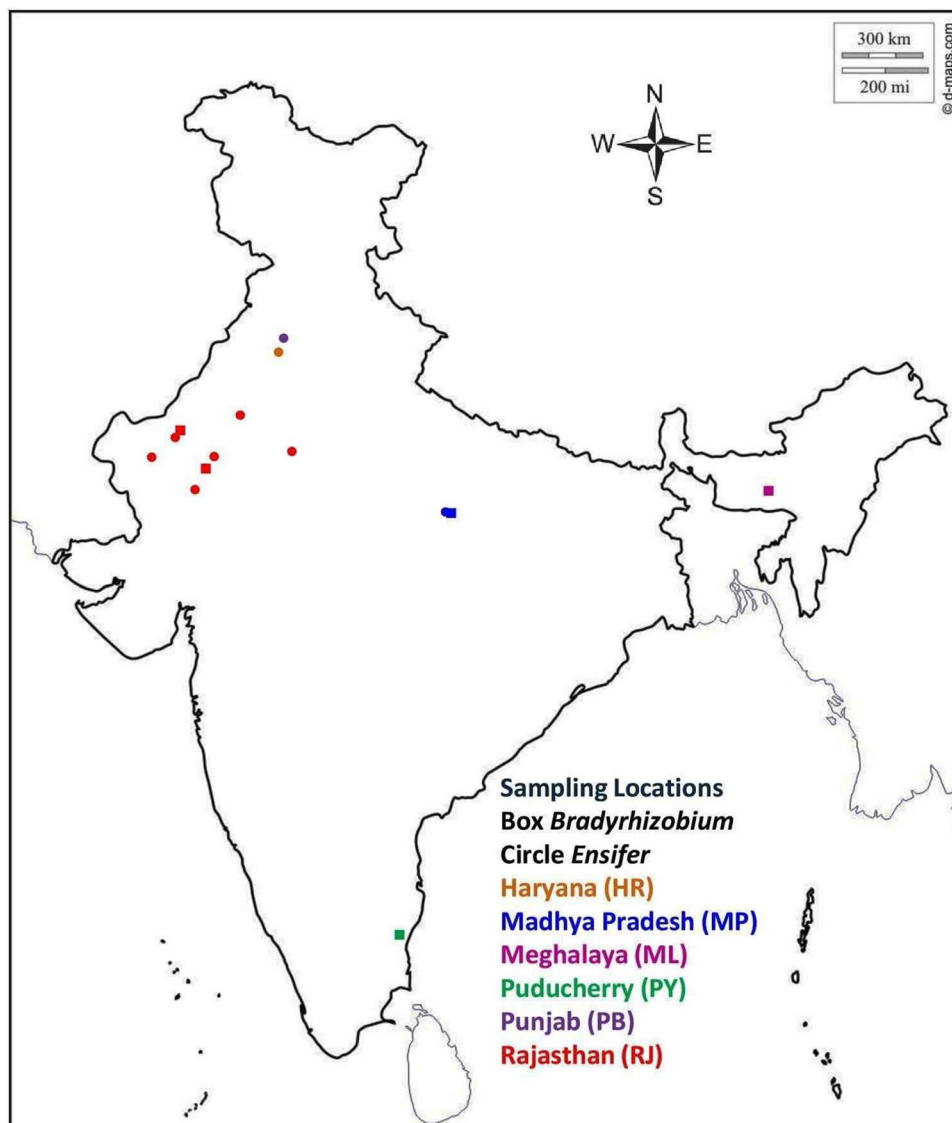 300 km
200 mi
© d-maps.com
N
W E
S
Sampling Locations
Box Bradyrhizobium
Circle Ensifer
Haryana (HR)
Madhya Pradesh (MP)
Meghalaya (ML)
Puducherry (PY)
Punjab (PB)
Rajasthan (RJ)